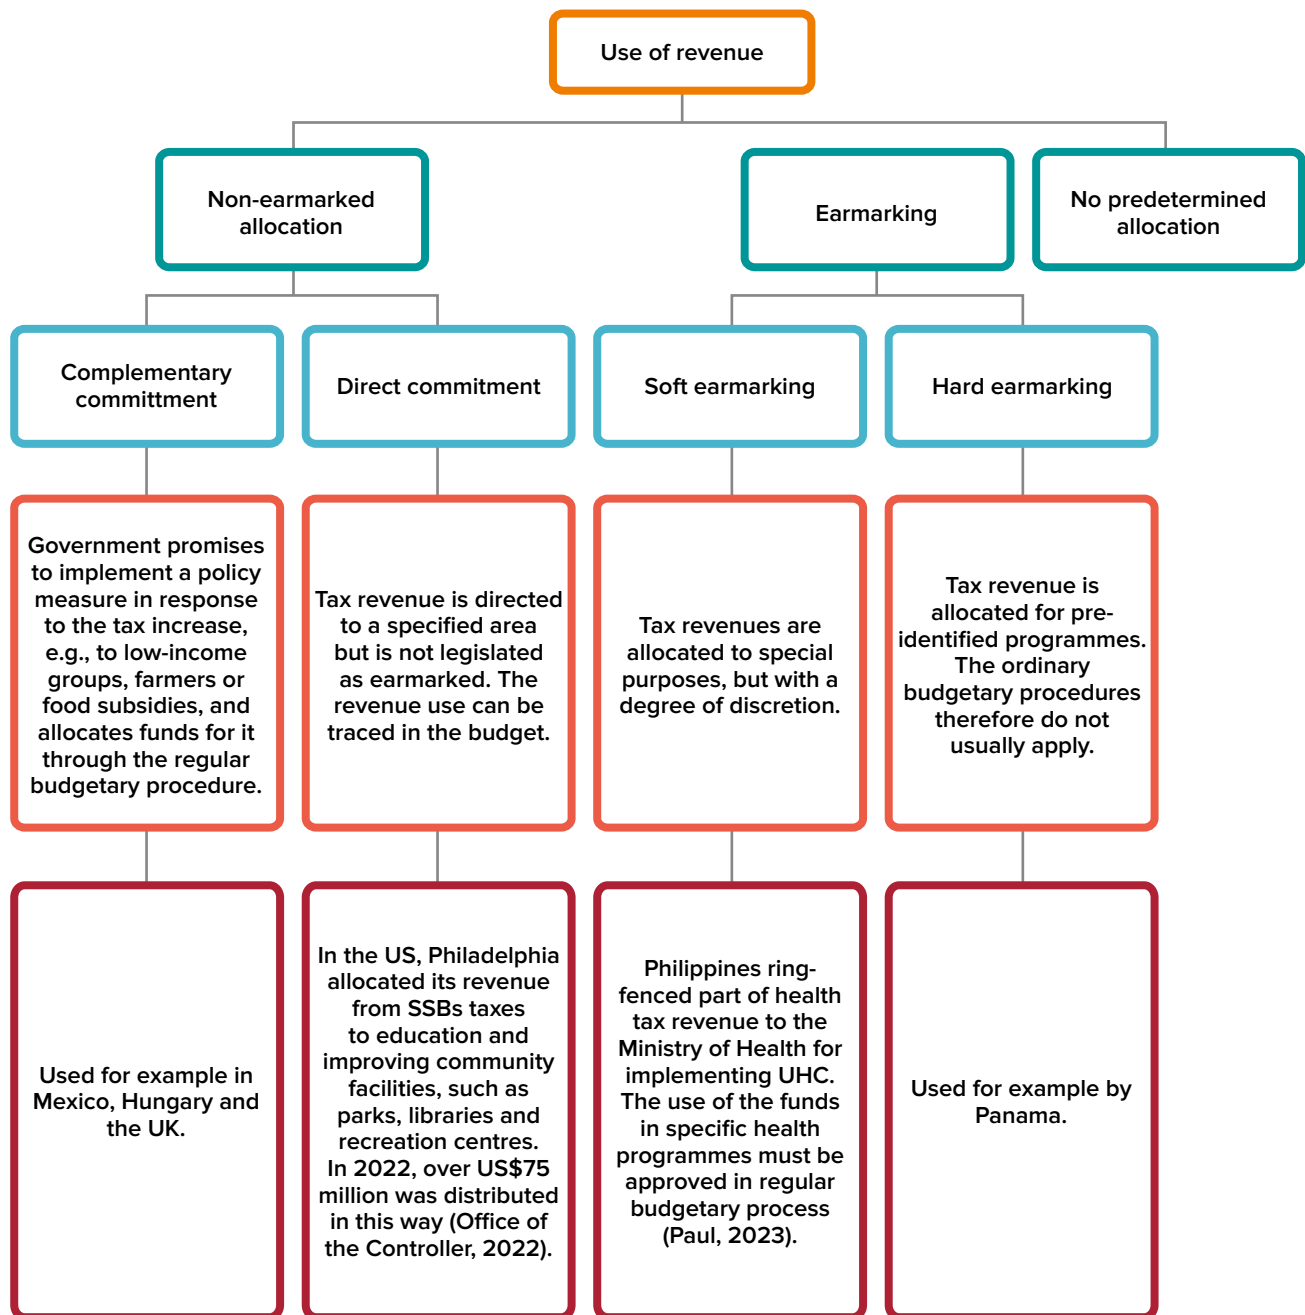 Use of revenue
Non-earmarked
allocation
Earmarking
No predetermined
allocation
Complementary
committment
Direct commitment
Soft earmarking
Hard earmarking
Government promises
to implement a policy
measure in response
to the tax increase,
e.g., to low-income
groups, farmers or
food subsidies, and
allocates funds for it
through the regular
budgetary procedure.
Tax revenue is directed
to a specified area
but is not legislated
as earmarked. The
revenue use can be
traced in the budget.
Tax revenues are
allocated to special
purposes, but with a
degree of discretion.
Tax revenue is
allocated for pre-
identified programmes.
The ordinary
budgetary procedures
therefore do not
usually apply.
Used for example in
Mexico, Hungary and
the UK.
In the US, Philadelphia
allocated its revenue
from SSBs taxes
to education and
improving community
facilities, such as
parks, libraries and
recreation centres.
In 2022, over US$75
million was distributed
in this way (Office of
the Controller, 2022).
Philippines ring-
fenced part of health
tax revenue to the
Ministry of Health for
implementing UHC.
The use of the funds
in specific health
programmes must be
approved in regular
budgetary process
(Paul, 2023).
Used for example by
Panama.